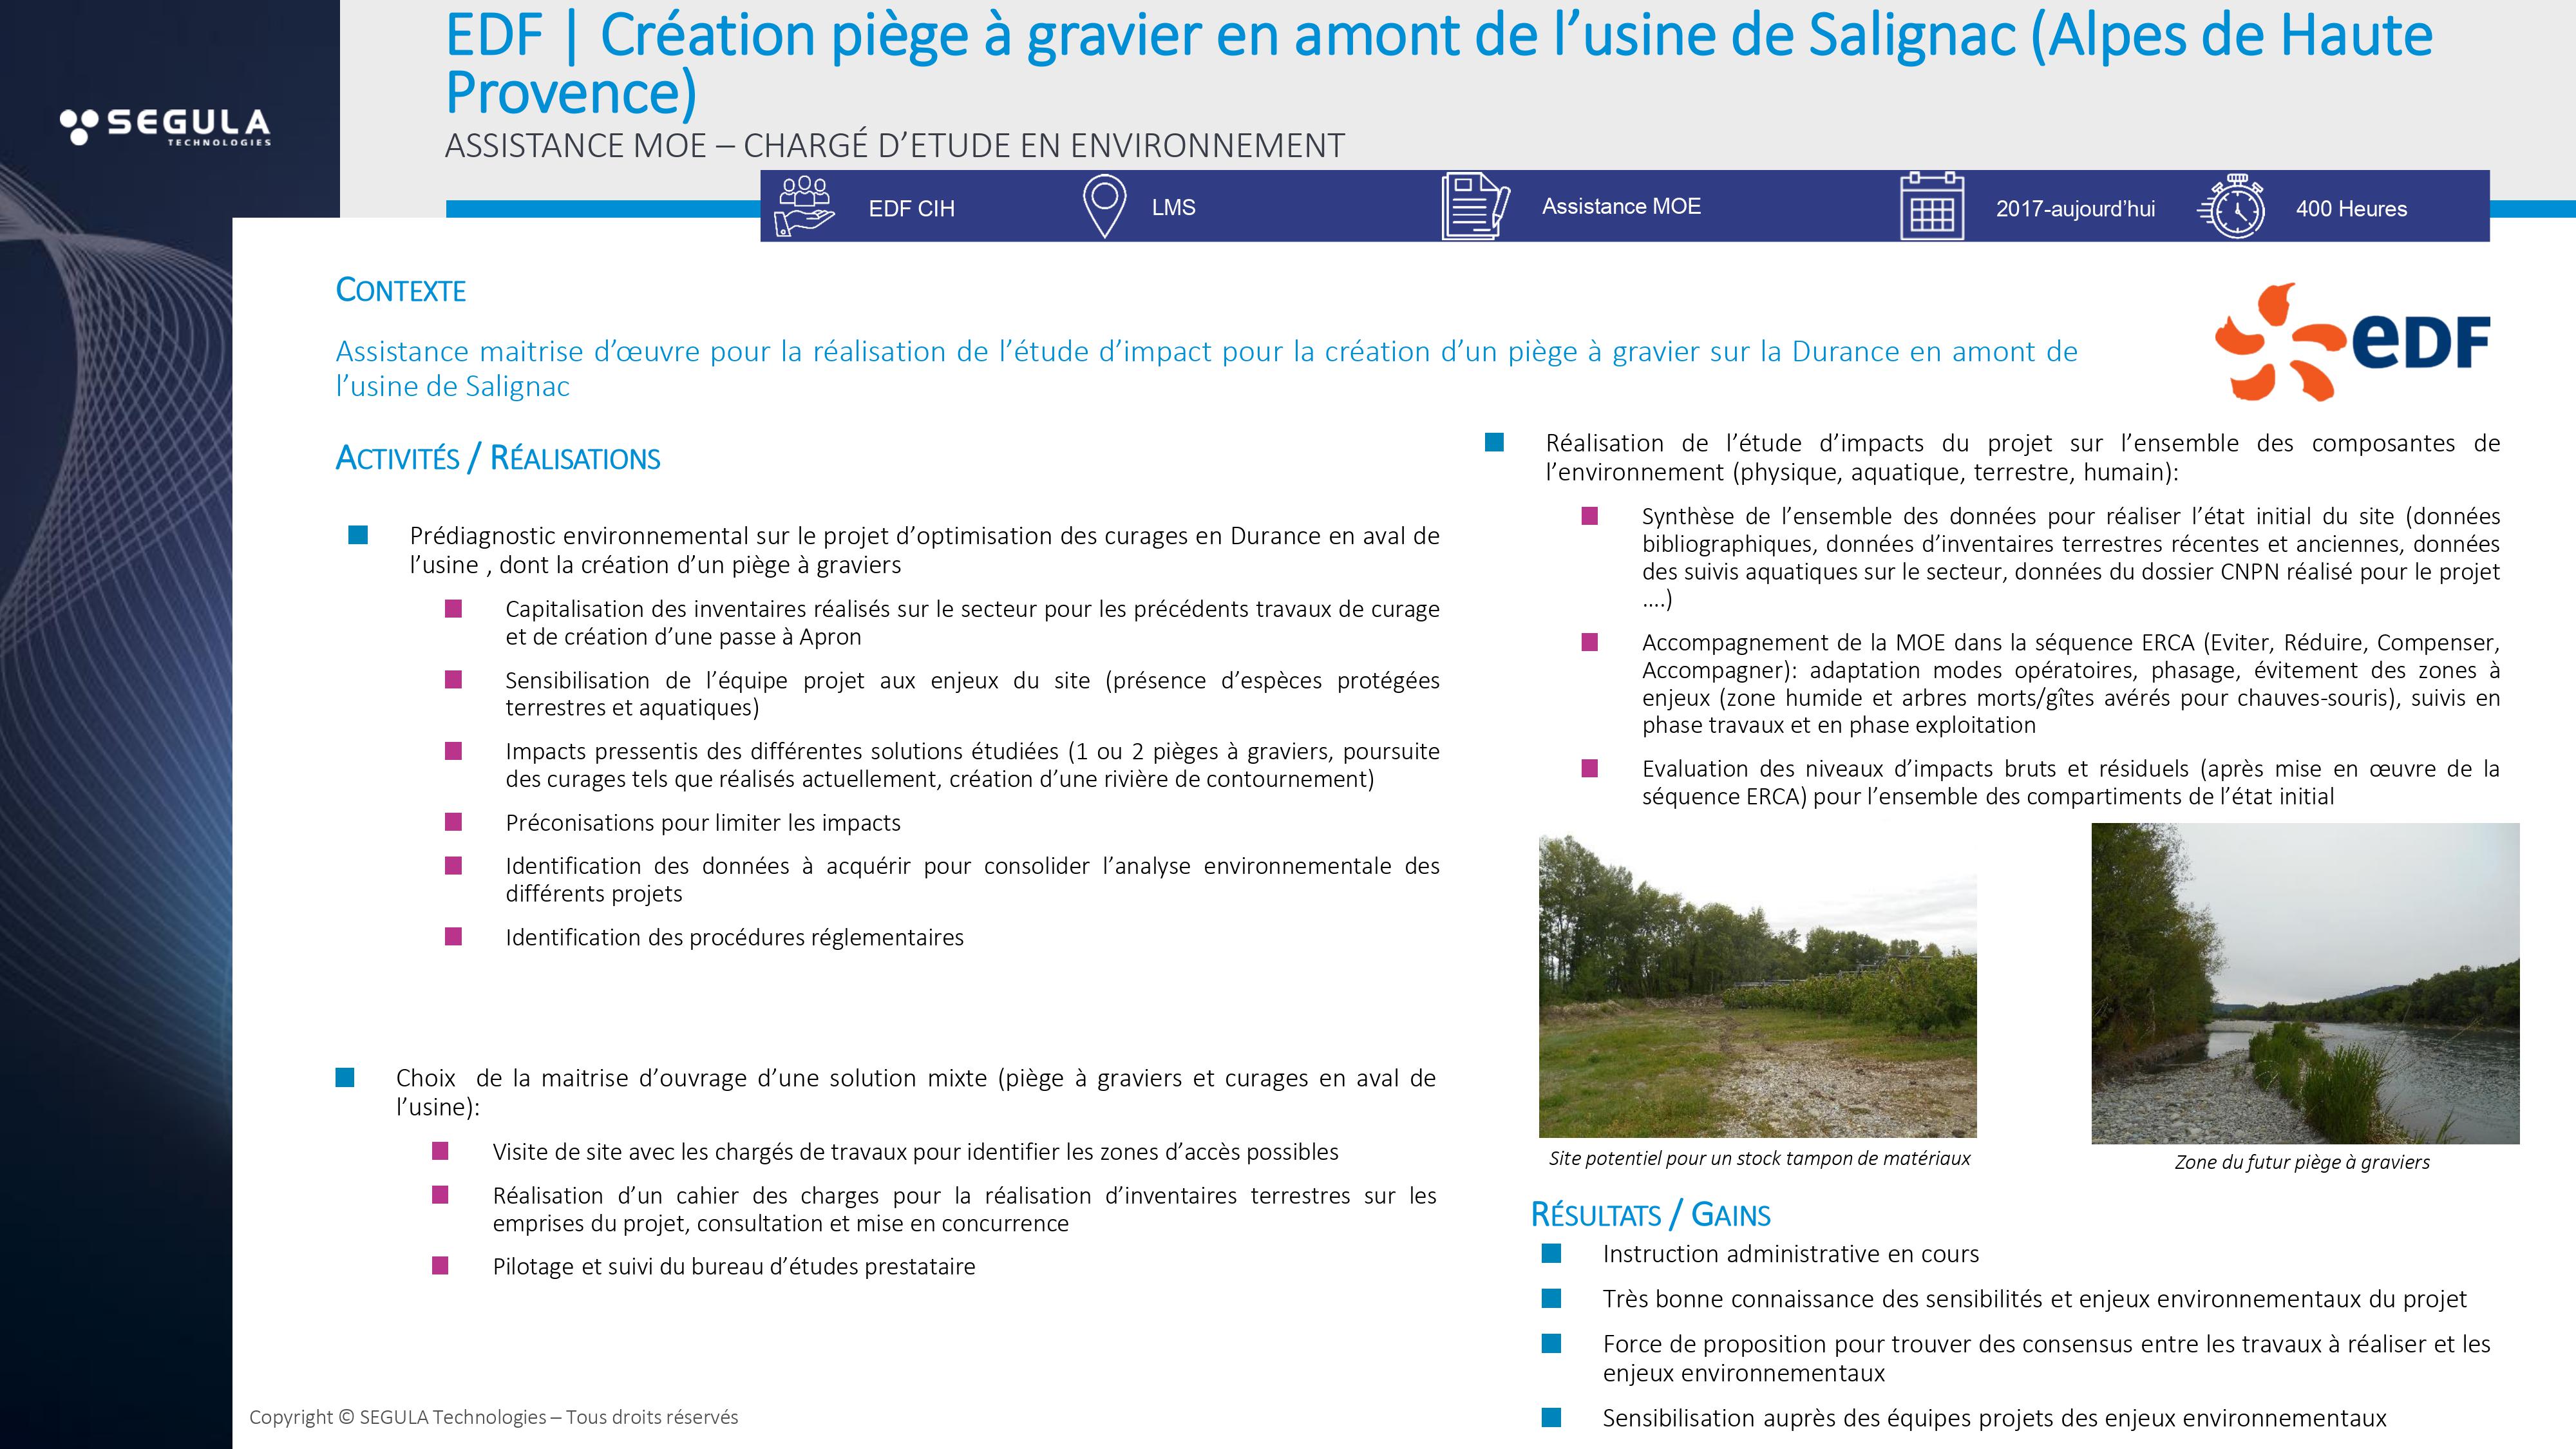 EDF | Création piège à gravier en amont de l’usine de Salignac (Alpes de Haute
Provence)
SEGULA
TECHNOLOGIES
ASSISTANCE MOE – CHARGÉ D’ETUDE EN ENVIRONNEMENT
EDF CIH
LMS
Assistance MOE
2017-aujourd’hui
400 Heures
CONTEXTE
Assistance maitrise d’œuvre pour la réalisation de l’étude d’impact pour la création d’un piège à gravier sur la Durance en amont de
l’usine de Salignac
eDF
ACTIVITÉS / RÉALISATIONS
Prédiagnostic environnemental sur le projet d’optimisation des curages en Durance en aval de
l’usine , dont la création d’un piège à graviers
Capitalisation des inventaires réalisés sur le secteur pour les précédents travaux de curage
et de création d’une passe à Apron
Sensibilisation de l’équipe projet aux enjeux du site (présence d’espèces protégées
terrestres et aquatiques)
Impacts pressentis des différentes solutions étudiées (1 ou 2 pièges à graviers, poursuite
des curages tels que réalisés actuellement, création d’une rivière de contournement)
Préconisations pour limiter les impacts
Identification des données à acquérir pour consolider l’analyse environnementale des
différents projets
Identification des procédures réglementaires
Choix de la maitrise d’ouvrage d’une solution mixte (piège à graviers et curages en aval de
l’usine):
Visite de site avec les chargés de travaux pour identifier les zones d’accès possibles
Réalisation d’un cahier des charges pour la réalisation d’inventaires terrestres sur les
emprises du projet, consultation et mise en concurrence
Pilotage et suivi du bureau d’études prestataire
Réalisation de l’étude d’impacts du projet sur l’ensemble des composantes de
l’environnement (physique, aquatique, terrestre, humain):
Synthèse de l’ensemble des données pour réaliser l’état initial du site (données
bibliographiques, données d’inventaires terrestres récentes et anciennes, données
des suivis aquatiques sur le secteur, données du dossier CNPN réalisé pour le projet
….)
Accompagnement de la MOE dans la séquence ERCA (Eviter, Réduire, Compenser,
Accompagner): adaptation modes opératoires, phasage, évitement des zones à
enjeux (zone humide et arbres morts/gîtes avérés pour chauves-souris), suivis en
phase travaux et en phase exploitation
Evaluation des niveaux d’impacts bruts et résiduels (après mise en œuvre de la
séquence ERCA) pour l’ensemble des compartiments de l’état initial
Site potentiel pour un stock tampon de matériaux
Zone du futur piège à graviers
RÉSULTATS / GAINS
Instruction administrative en cours
Très bonne connaissance des sensibilités et enjeux environnementaux du projet
Force de proposition pour trouver des consensus entre les travaux à réaliser et les
enjeux environnementaux
Sensibilisation auprès des équipes projets des enjeux environnementaux
Copyright © SEGULA Technologies – Tous droits réservés